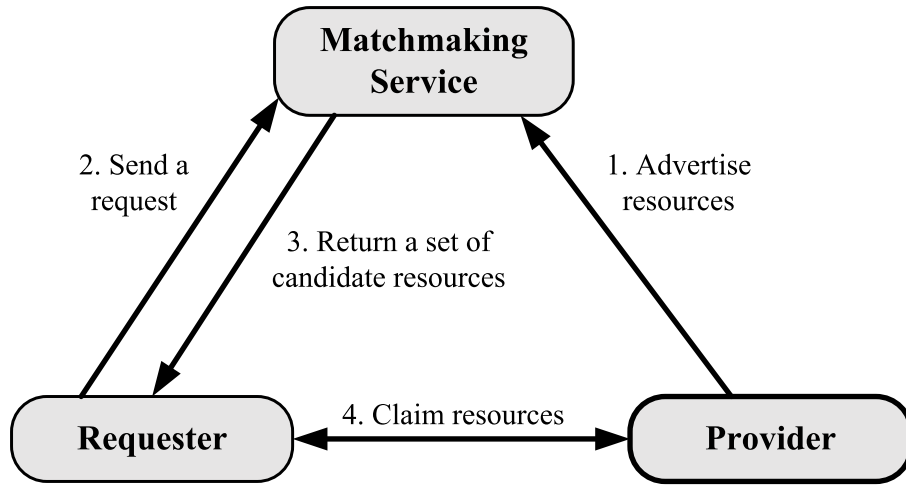 Matchmaking
Service
2. Send a
request
1. Advertise
resources
3. Return a set of
candidate resources
4. Claim resources
Requester
Provider